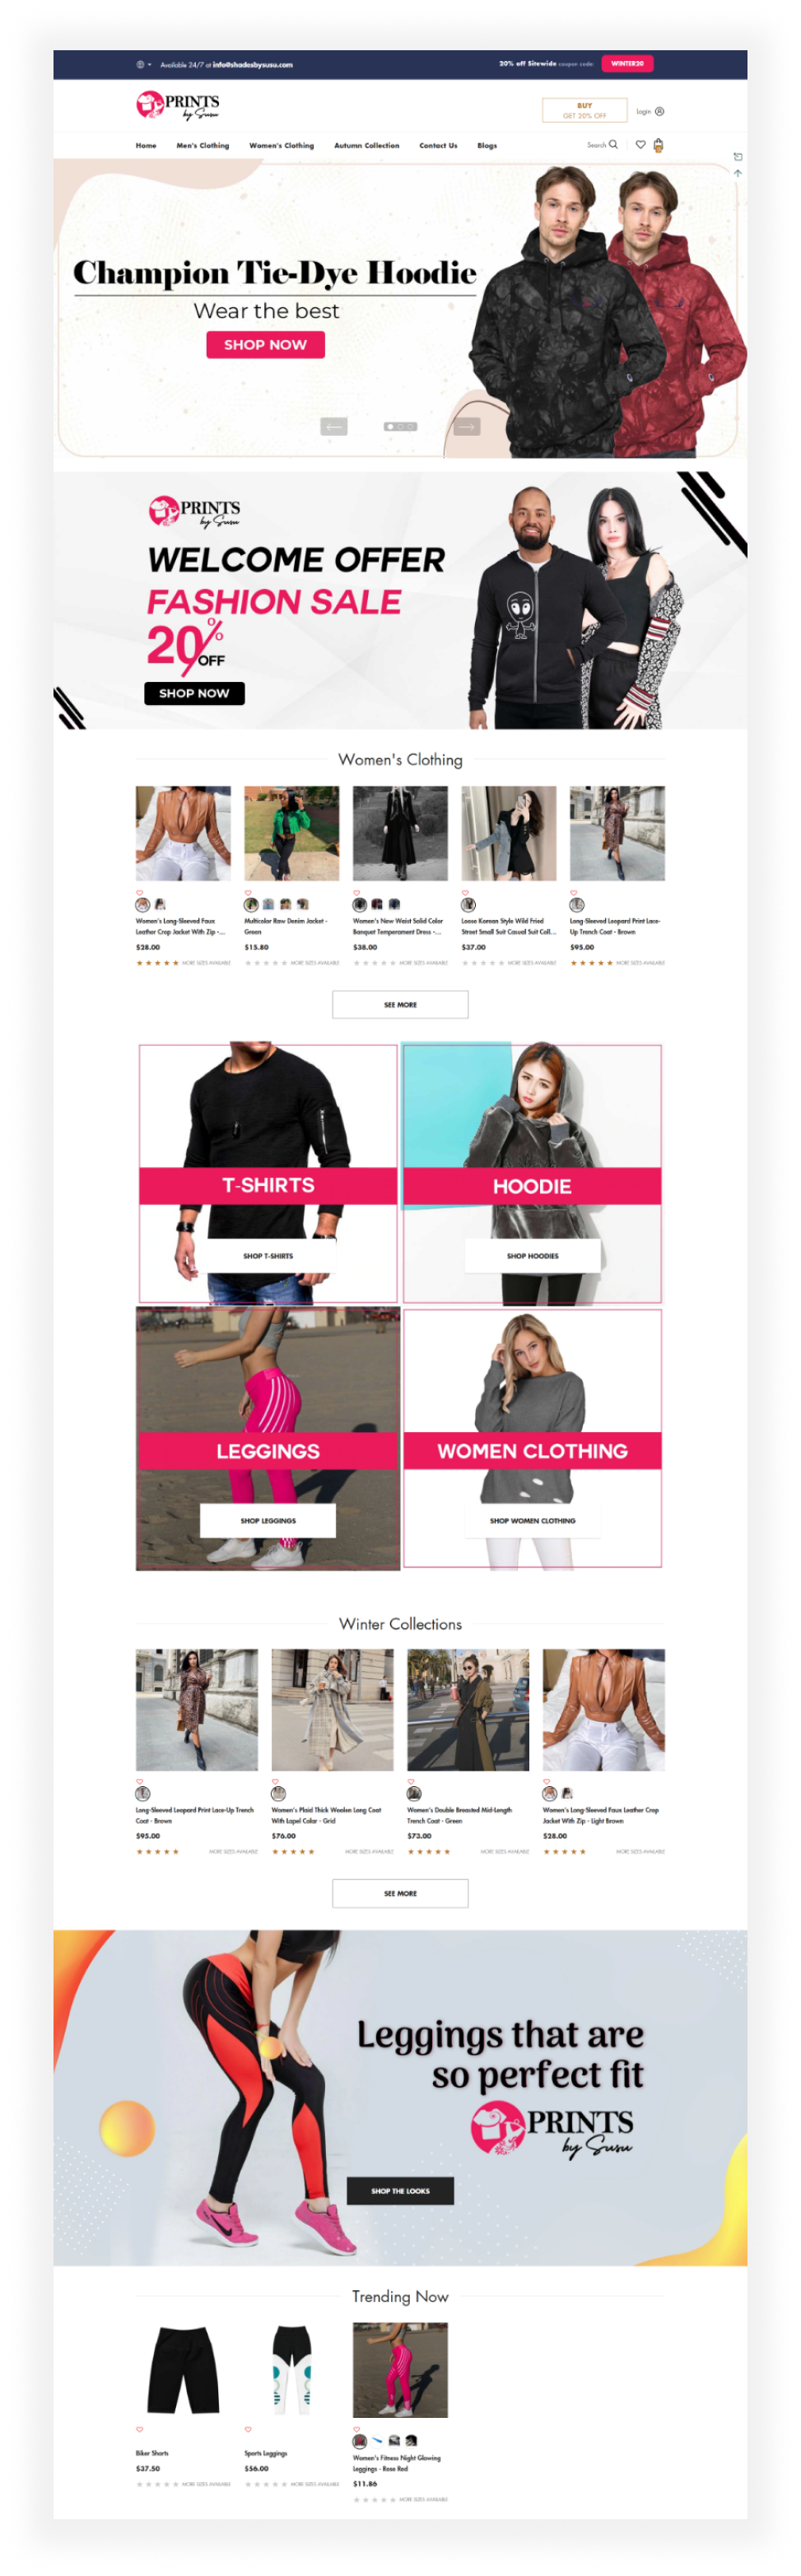 Available 24/7 at info@shadesbysusu.com
20% off Sitewide coupon code: WINTER20
PRINTS
by Susu
BUY
GET 20% OFF
Login
Home Men's Clothing Women's Clothing Autumn Collection Contact Us Blogs Search
Champion Tie-Dye Hoodie
Wear the best
SHOP NOW
PRINTS
by Susu
WELCOME OFFER
FASHION SALE
20% OFF
SHOP NOW
Women's Clothing
Women's Long-Sleeved Faux
Leather Crop Jacket With Zip -...
$28.00
MORE SIZES AVAILABLE
Multicolor Raw Denim Jacket -
Green
$15.80
MORE SIZES AVAILABLE
Women's New Waist Solid Color
Banquet Temperament Dress -...
$38.00
MORE SIZES AVAILABLE
Loose Korean Style Wild Fried
Street Small Suit Casual Suit Coll...
$37.00
MORE SIZES AVAILABLE
Long-Sleeved Leopard Print Lace-
Up Trench Coat - Brown
$95.00
MORE SIZES AVAILABLE
SEE MORE
T-SHIRTS
SHOP T-SHIRTS
HOODIE
SHOP HOODIES
LEGGINGS
SHOP LEGGINGS
WOMEN CLOTHING
SHOP WOMEN CLOTHING
Winter Collections
Long-Sleeved Leopard Print Lace-Up Trench
Coat - Brown
$95.00
MORE SIZES AVAILABLE
Women's Plaid Thick Woolen Long Coat
With Lapel Color - Grid
$76.00
MORE SIZES AVAILABLE
Women's Double Breasted Mid-Length
Trench Coat - Green
$73.00
MORE SIZES AVAILABLE
Women's Long-Sleeved Faux Leather Crop
Jacket With Zip - Light Brown
$28.00
MORE SIZES AVAILABLE
SEE MORE
Leggings that are
so perfect fit
PRINTS
by Susu
SHOP THE LOOKS
Trending Now
Biker Shorts
$37.50
MORE SIZES AVAILABLE
Sports Leggings
$56.00
MORE SIZES AVAILABLE
Women's Fitness Night Glowing
Leggings - Rose Red
$11.86
MORE SIZES AVAILABLE